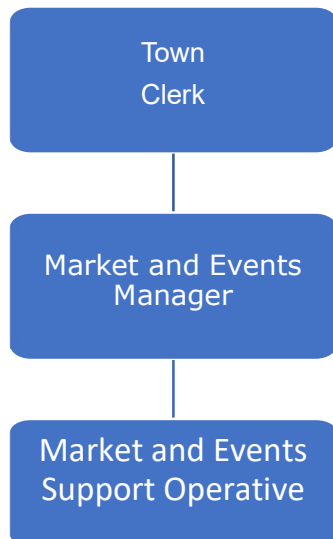 Town
Clerk
Market and Events
Manager
Market and Events
Support Operative